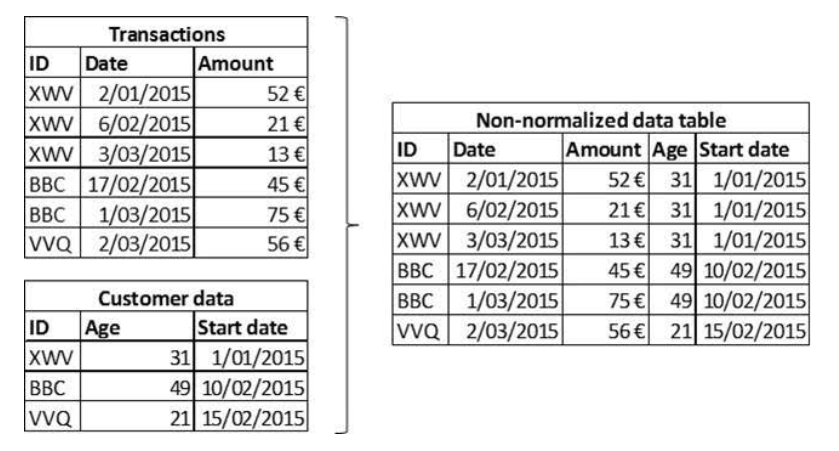 Transactions
ID Date Amount
XWV 2/01/2015 52 €
XWV 6/02/2015 21 €
XWV 3/03/2015 13 €
BBC 17/02/2015 45 €
BBC 1/03/2015 75 €
VVQ 2/03/2015 56 €
Customer data
ID Age Start date
XWV 31 1/01/2015
BBC 49 10/02/2015
VVQ 21 15/02/2015
Non-normalized data table
ID Date Amount Age Start date
XWV 2/01/2015 52 € 31 1/01/2015
XWV 6/02/2015 21 € 31 1/01/2015
XWV 3/03/2015 13 € 31 1/01/2015
BBC 17/02/2015 45 € 49 10/02/2015
BBC 1/03/2015 75 € 49 10/02/2015
VVQ 2/03/2015 56 € 21 15/02/2015